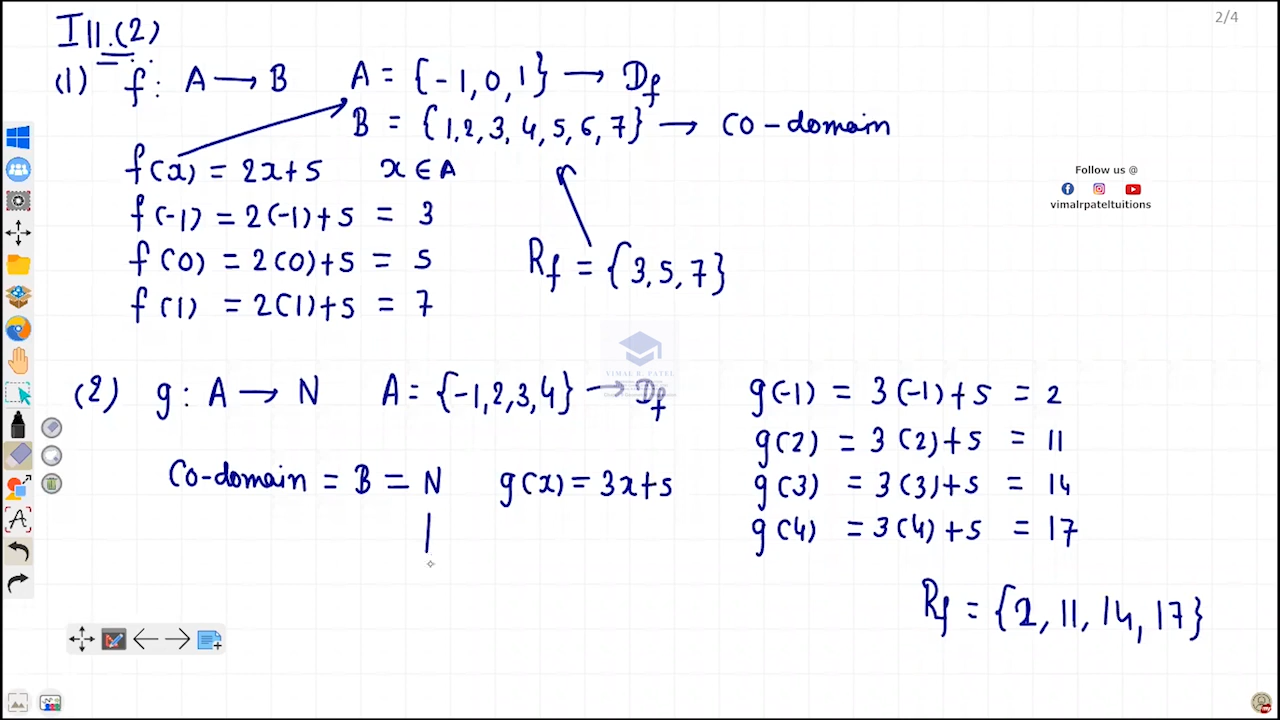 2/4
Ill.(2)
(1) f: A → B A = {-1, 0, 1} → Df
B = {1,2,3, 4, 5, 6, 7} → CO-domain
f(x) = 2x+5 x ∈ A
f(-1) = 2(-1)+5 = 3
f(0) = 2(0)+5 = 5
f(1) = 2(1)+5 = 7
Rf = {3, 5, 7}
Follow us @
vimalrpateltuitions
VIMAL R. PATEL
(2) g: A → N A = {-1,2,3,4} → Df
Co-domain = B = N g(x) = 3x+5
g(-1) = 3(-1)+5 = 2
g(2) = 3(2)+5 = 11
g(3) = 3(3)+5 = 14
g(4) = 3(4)+5 = 17
Rf = {2, 11, 14, 17}